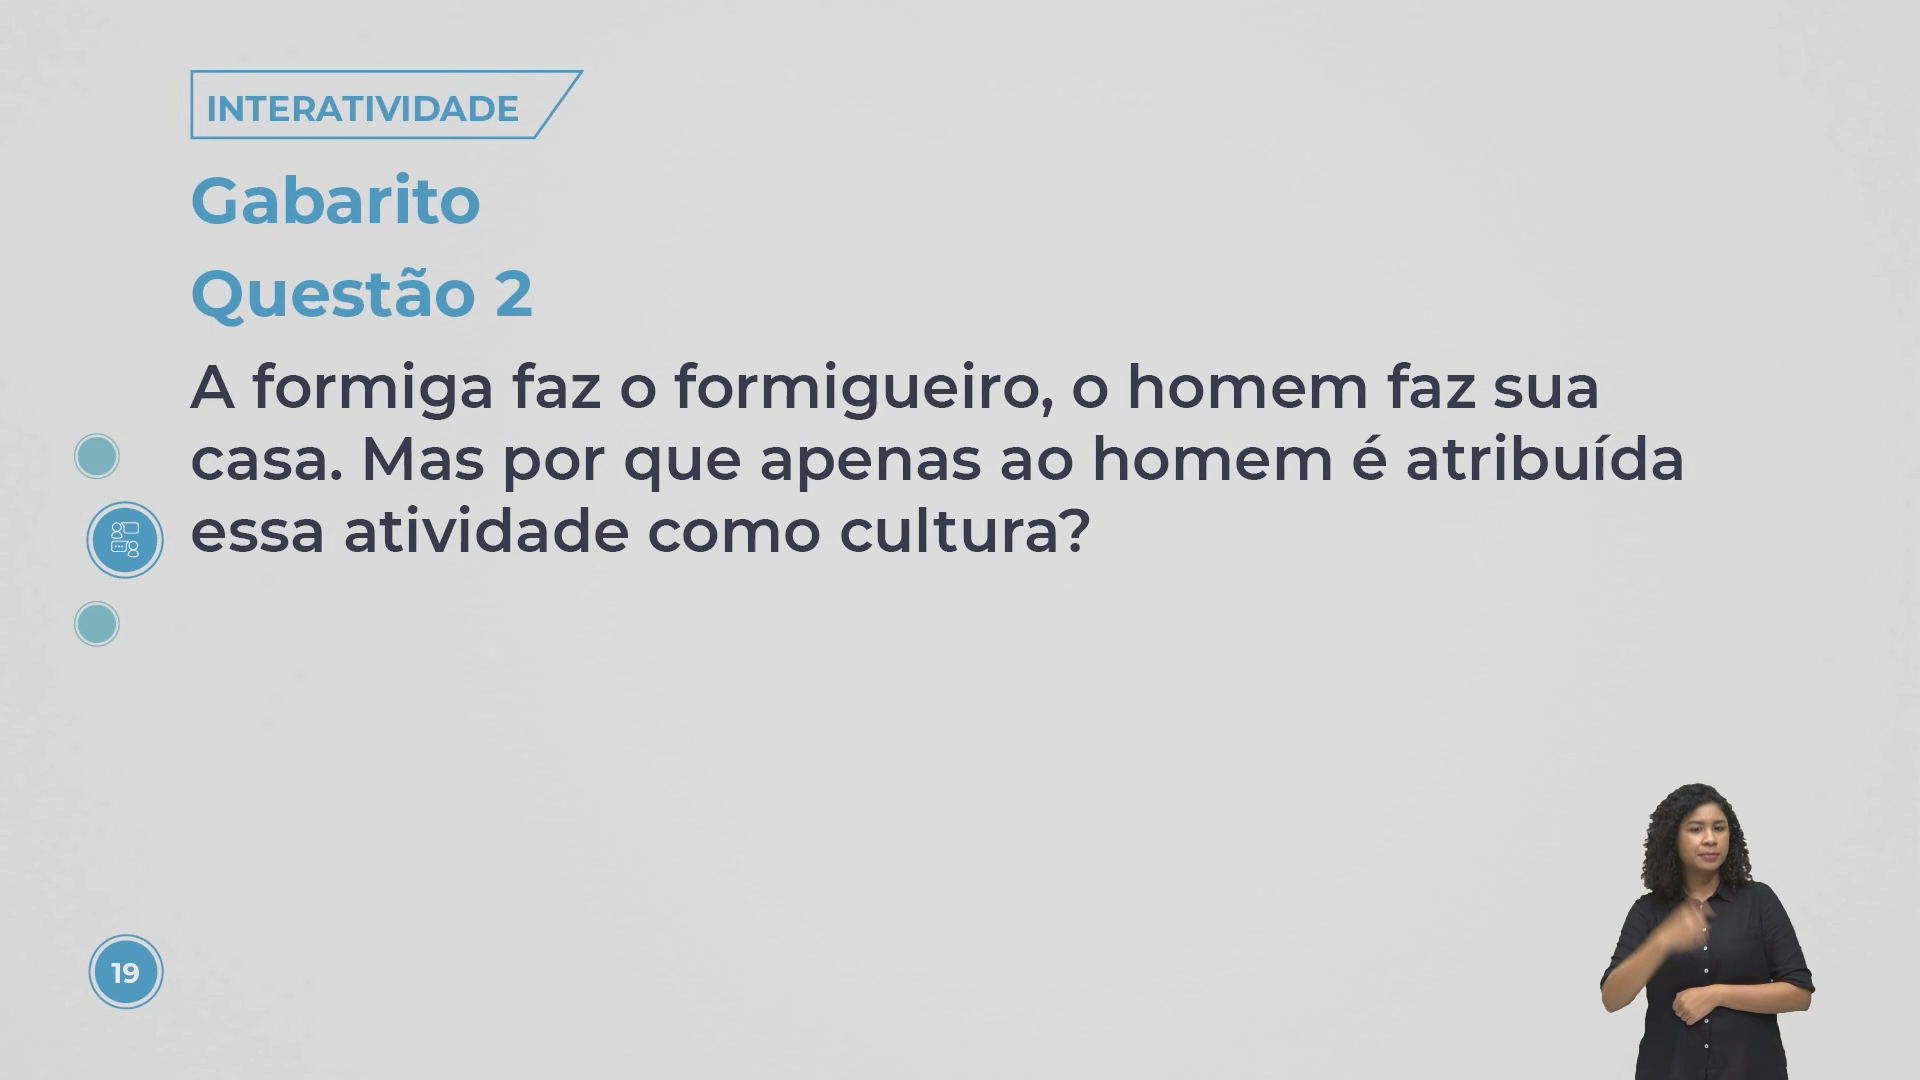 INTERATIVIDADE
Gabarito
Questão 2
A formiga faz o formigueiro, o homem faz sua
casa. Mas por que apenas ao homem é atribuída
essa atividade como cultura?
19